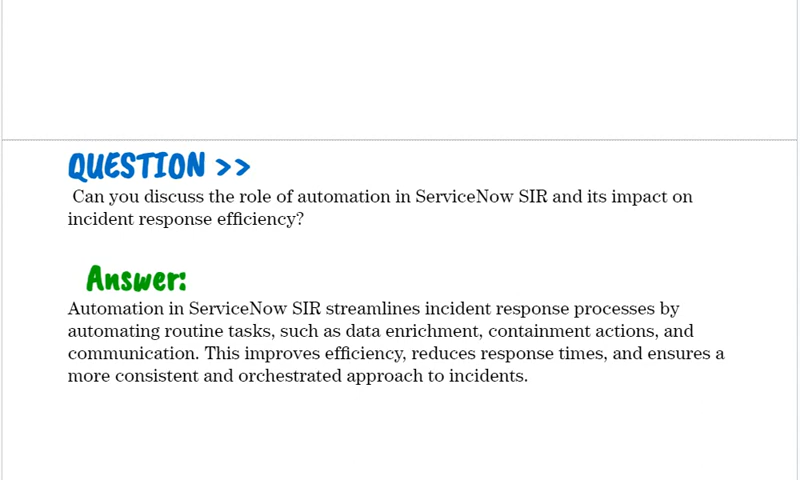 QUESTION >>
Can you discuss the role of automation in ServiceNow SIR and its impact on
incident response efficiency?
Answer:
Automation in ServiceNow SIR streamlines incident response processes by
automating routine tasks, such as data enrichment, containment actions, and
communication. This improves efficiency, reduces response times, and ensures a
more consistent and orchestrated approach to incidents.